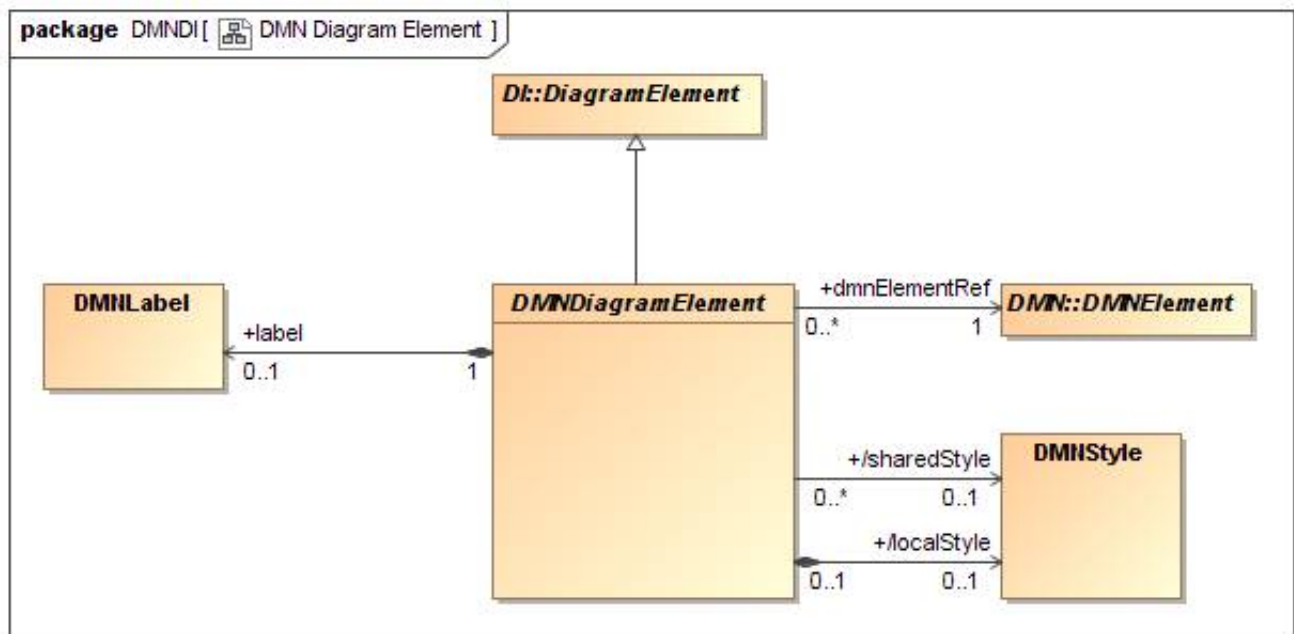 package DMNDI[ DMN Diagram Element ]
DI::DiagramElement
DMNLabel
DMNDiagramElement
+dmnElementRef
DMN::DMNElement
0..*
1
+label
0..1
1
+/sharedStyle
DMNStyle
0..*
0..1
+/localStyle
0..1
0..1